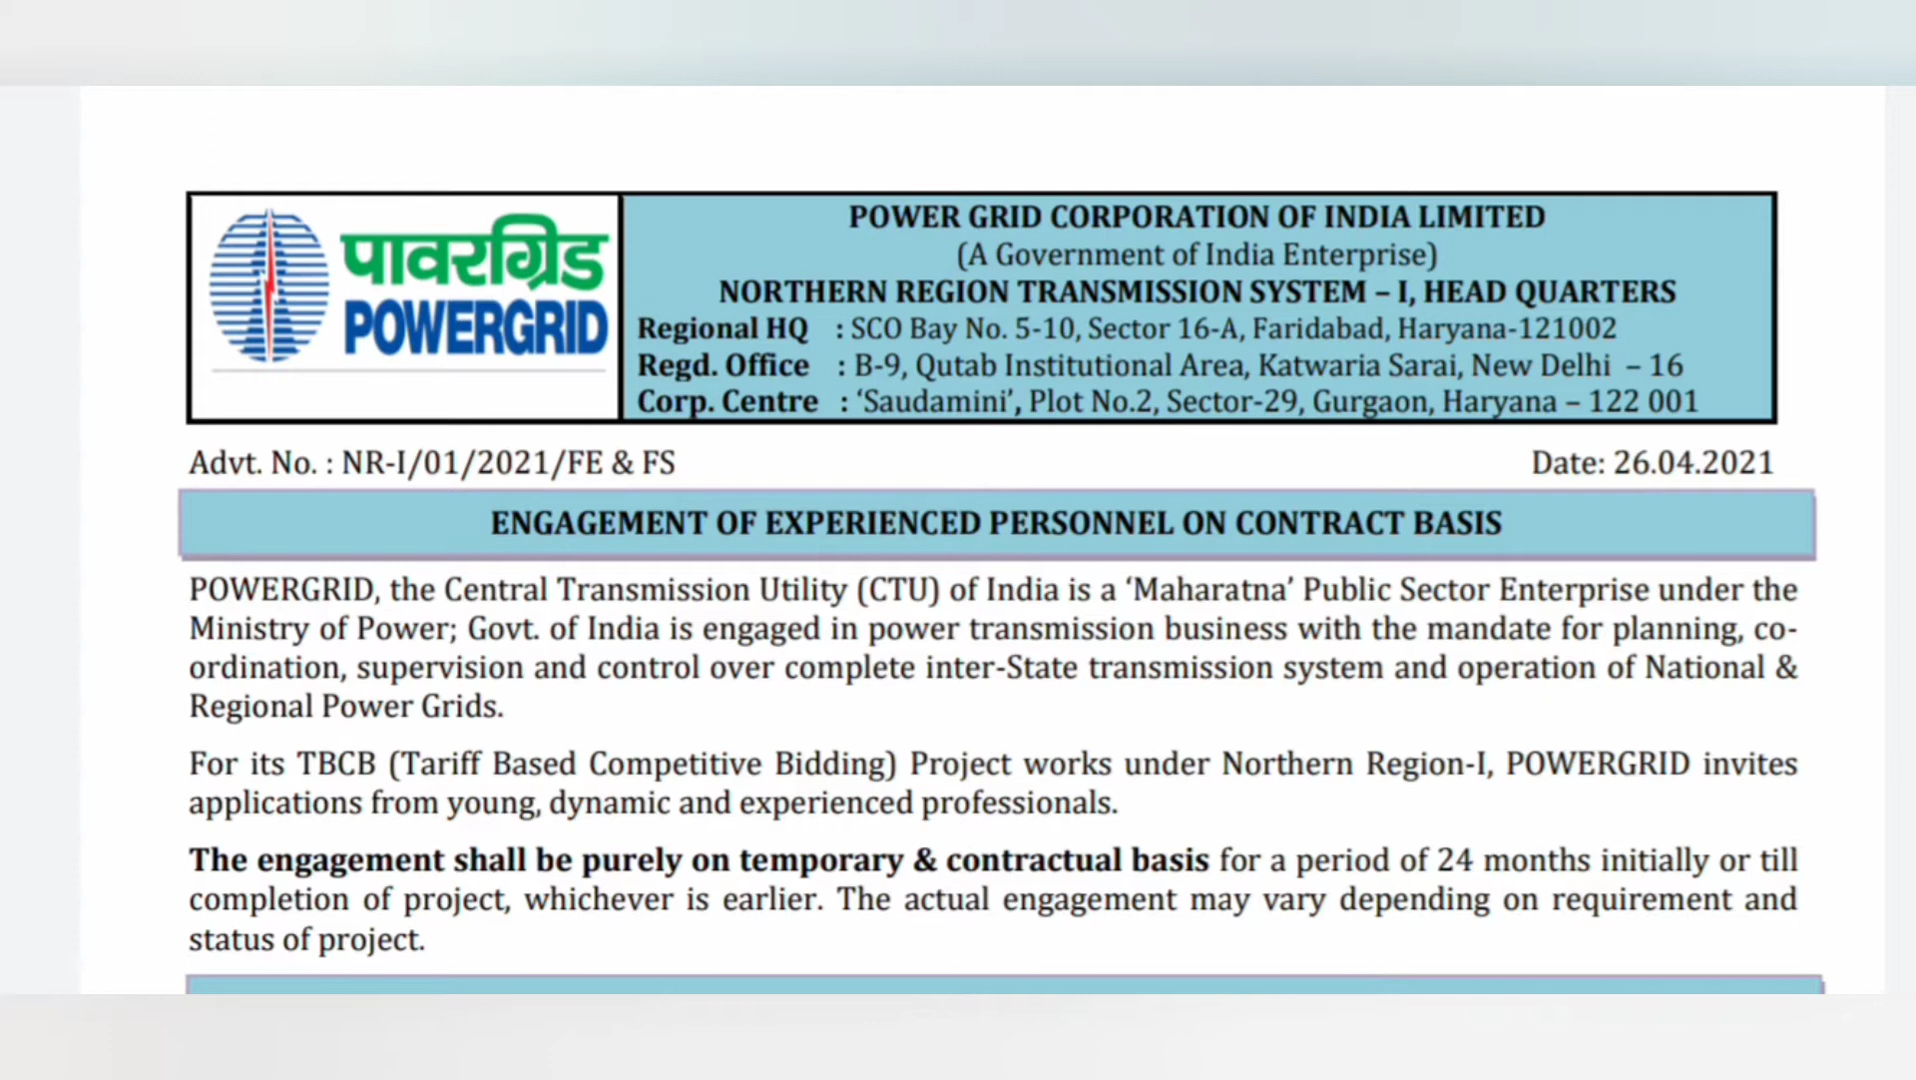 पावरग्रिड
POWERGRID
POWER GRID CORPORATION OF INDIA LIMITED
(A Government of India Enterprise)
NORTHERN REGION TRANSMISSION SYSTEM – I, HEAD QUARTERS
Regional HQ : SCO Bay No. 5-10, Sector 16-A, Faridabad, Haryana-121002
Regd. Office : B-9, Qutab Institutional Area, Katwaria Sarai, New Delhi – 16
Corp. Centre : ‘Saudamini’, Plot No.2, Sector-29, Gurgaon, Haryana – 122 001
Advt. No. : NR-I/01/2021/FE & FS Date: 26.04.2021
ENGAGEMENT OF EXPERIENCED PERSONNEL ON CONTRACT BASIS
POWERGRID, the Central Transmission Utility (CTU) of India is a ‘Maharatna’ Public Sector Enterprise under the
Ministry of Power; Govt. of India is engaged in power transmission business with the mandate for planning, co-
ordination, supervision and control over complete inter-State transmission system and operation of National &
Regional Power Grids.
For its TBCB (Tariff Based Competitive Bidding) Project works under Northern Region-I, POWERGRID invites
applications from young, dynamic and experienced professionals.
The engagement shall be purely on temporary & contractual basis for a period of 24 months initially or till
completion of project, whichever is earlier. The actual engagement may vary depending on requirement and
status of project.